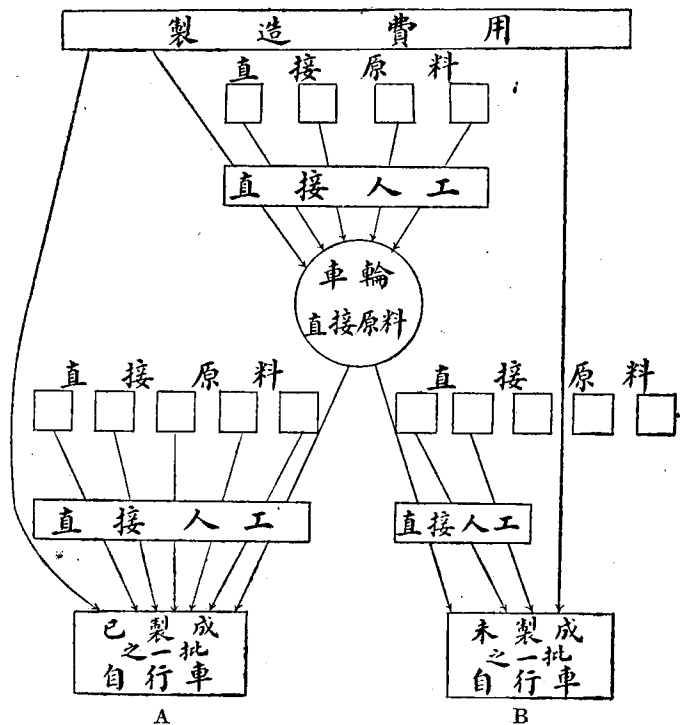 製造費用
直接原料
直接人工
車輪
直接原料
直接原料
直接原料
直接人工
直接人工
已製成
之一批
自行車
未製成
之一批
自行車
A
B